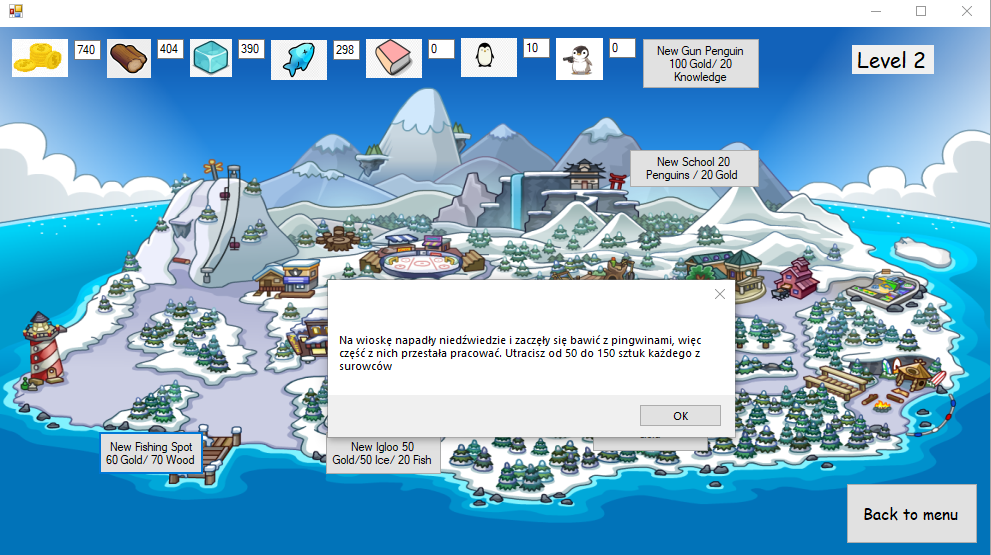 740
404
390
298
0
10
0
New Gun Penguin
100 Gold/ 20
Knowledge
Level 2
New School 20
Penguins / 20 Gold
Na wioskę napadły niedźwiedzie i zaczęły się bawić z pingwinami, więc
część z nich przestała pracować. Utracisz od 50 do 150 sztuk każdego z
surowców
OK
New Fishing Spot
60 Gold/ 70 Wood
New Igloo 50
Gold/50 Ice/ 20 Fish
Back to menu